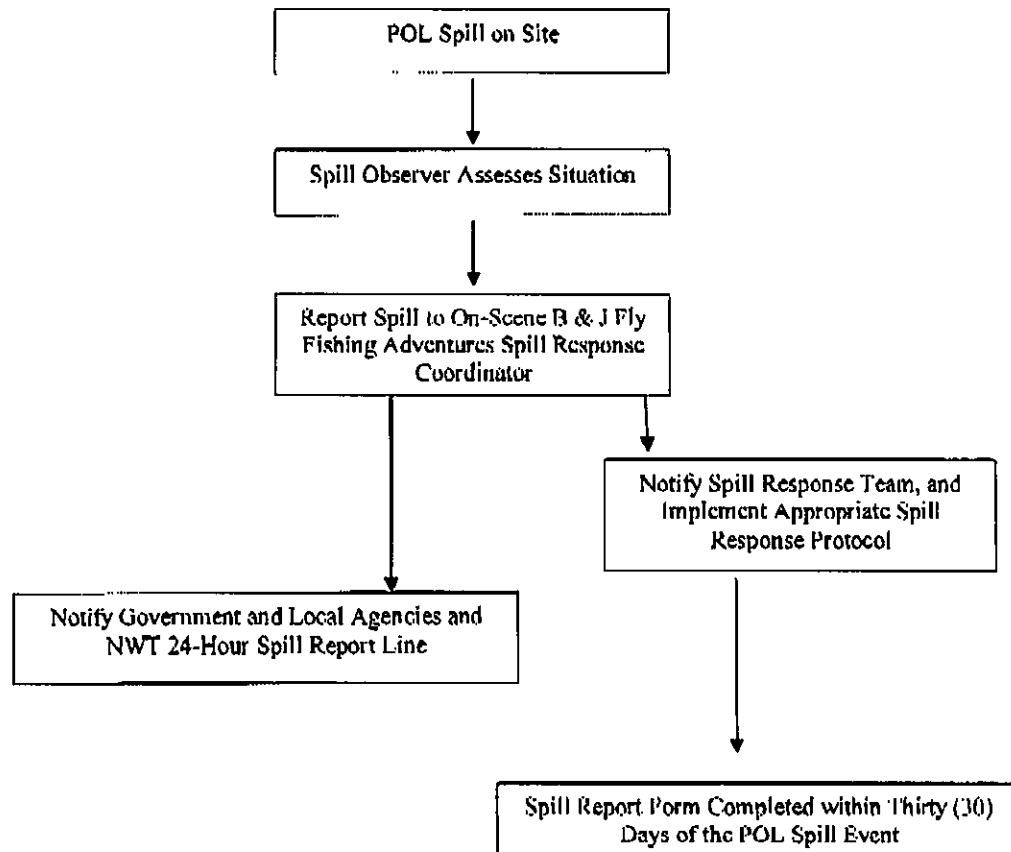 POL Spill on Site
Spill Observer Assesses Situation
Report Spill to On-Scene B & J Fly
Fishing Adventures Spill Response
Coordinator
Notify Spill Response Team, and
Implement Appropriate Spill
Response Protocol
Notify Government and Local Agencies and
NWT 24-Hour Spill Report Line
Spill Report Form Completed within Thirty (30)
Days of the POL Spill Event